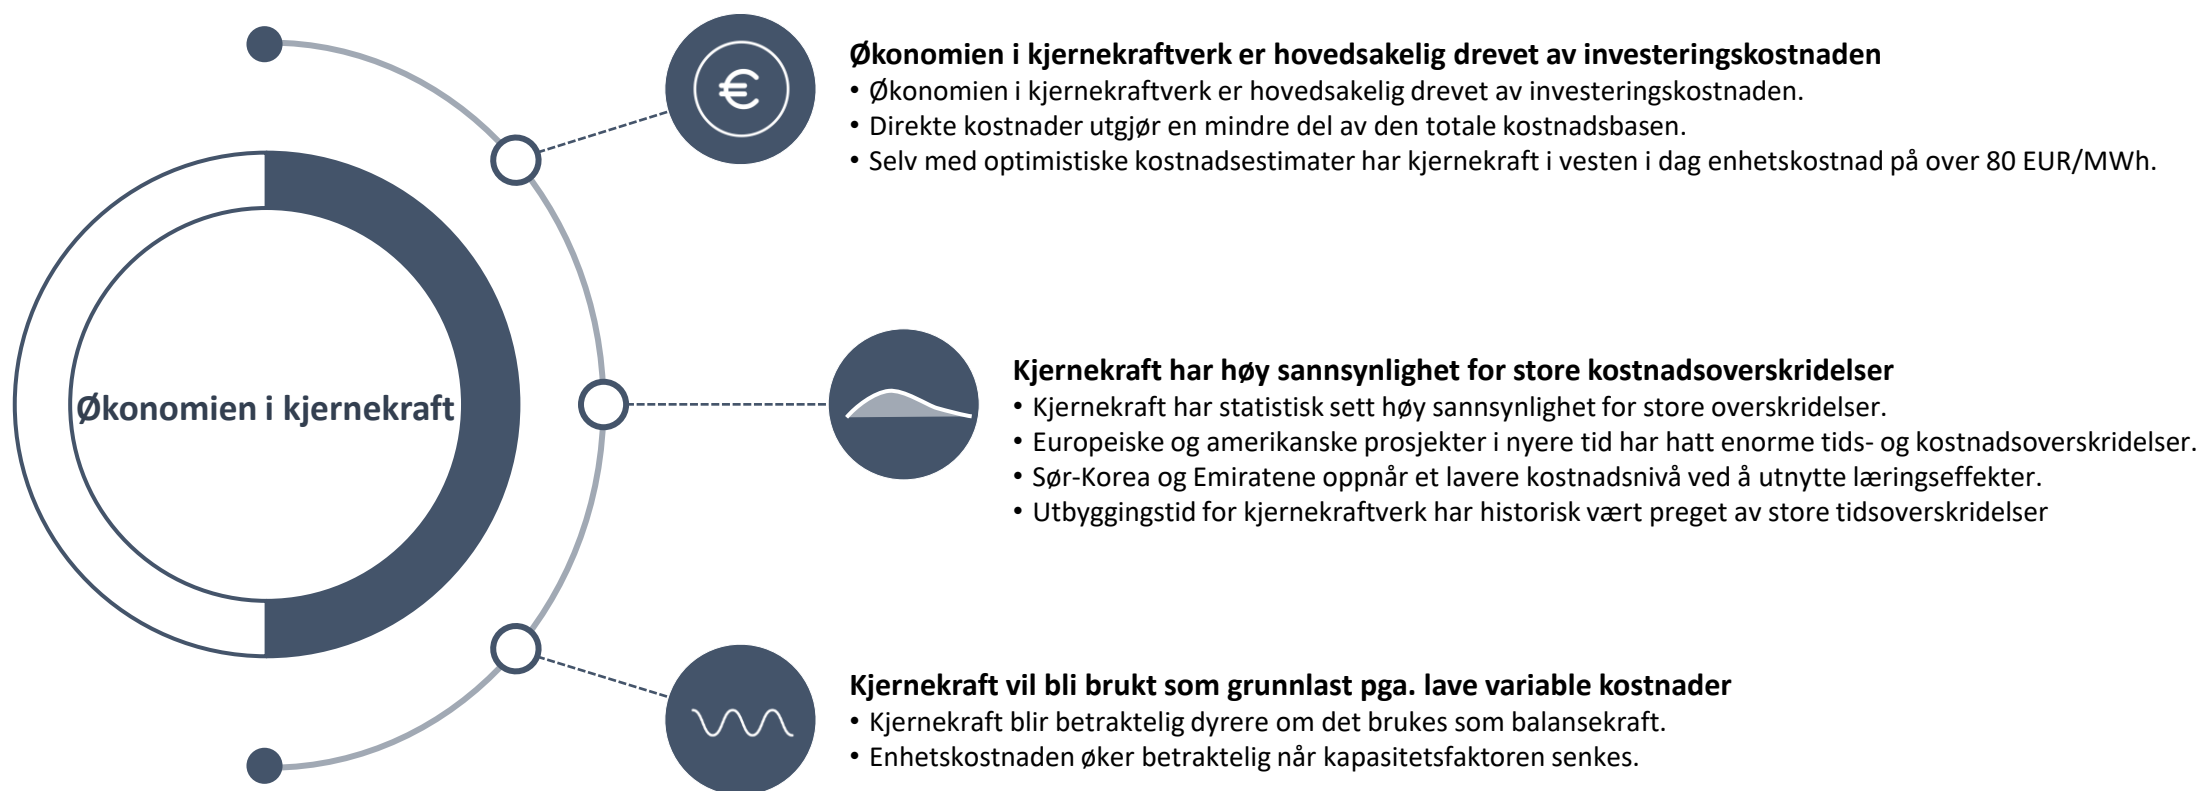 Økonomien i kjernekraft
€
Økonomien i kjernekraftverk er hovedsakelig drevet av investeringskostnaden
• Økonomien i kjernekraftverk er hovedsakelig drevet av investeringskostnaden.
• Direkte kostnader utgjør en mindre del av den totale kostnadsbasen.
• Selv med optimistiske kostnadsestimater har kjernekraft i vesten i dag enhetskostnad på over 80 EUR/MWh.
Kjernekraft har høy sannsynlighet for store kostnadsoverskridelser
• Kjernekraft har statistisk sett høy sannsynlighet for store overskridelser.
• Europeiske og amerikanske prosjekter i nyere tid har hatt enorme tids- og kostnadsoverskridelser.
• Sør-Korea og Emiratene oppnår et lavere kostnadsnivå ved å utnytte læringseffekter.
• Utbyggingstid for kjernekraftverk har historisk vært preget av store tidsoverskridelser
Kjernekraft vil bli brukt som grunnlast pga. lave variable kostnader
• Kjernekraft blir betraktelig dyrere om det brukes som balansekraft.
• Enhetskostnaden øker betraktelig når kapasitetsfaktoren senkes.